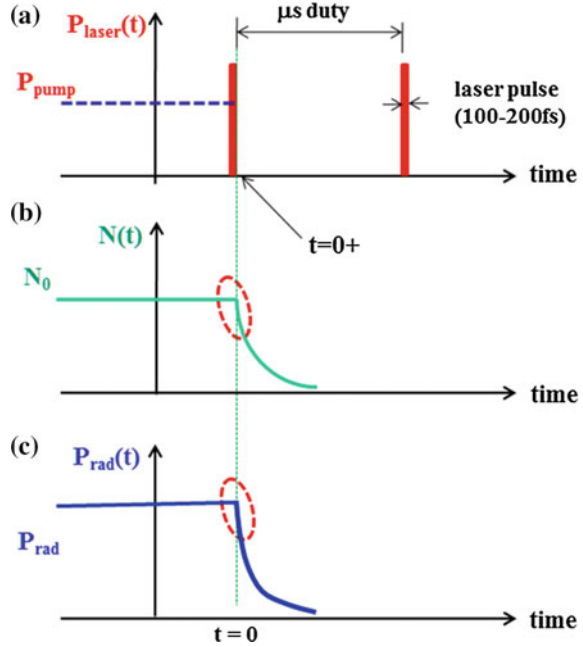 (a)
P_laser(t)
μs duty
P_pump
laser pulse
(100-200fs)
time
t=0+
(b)
N(t)
N_0
time
(c)
P_rad(t)
P_rad
time
t = 0